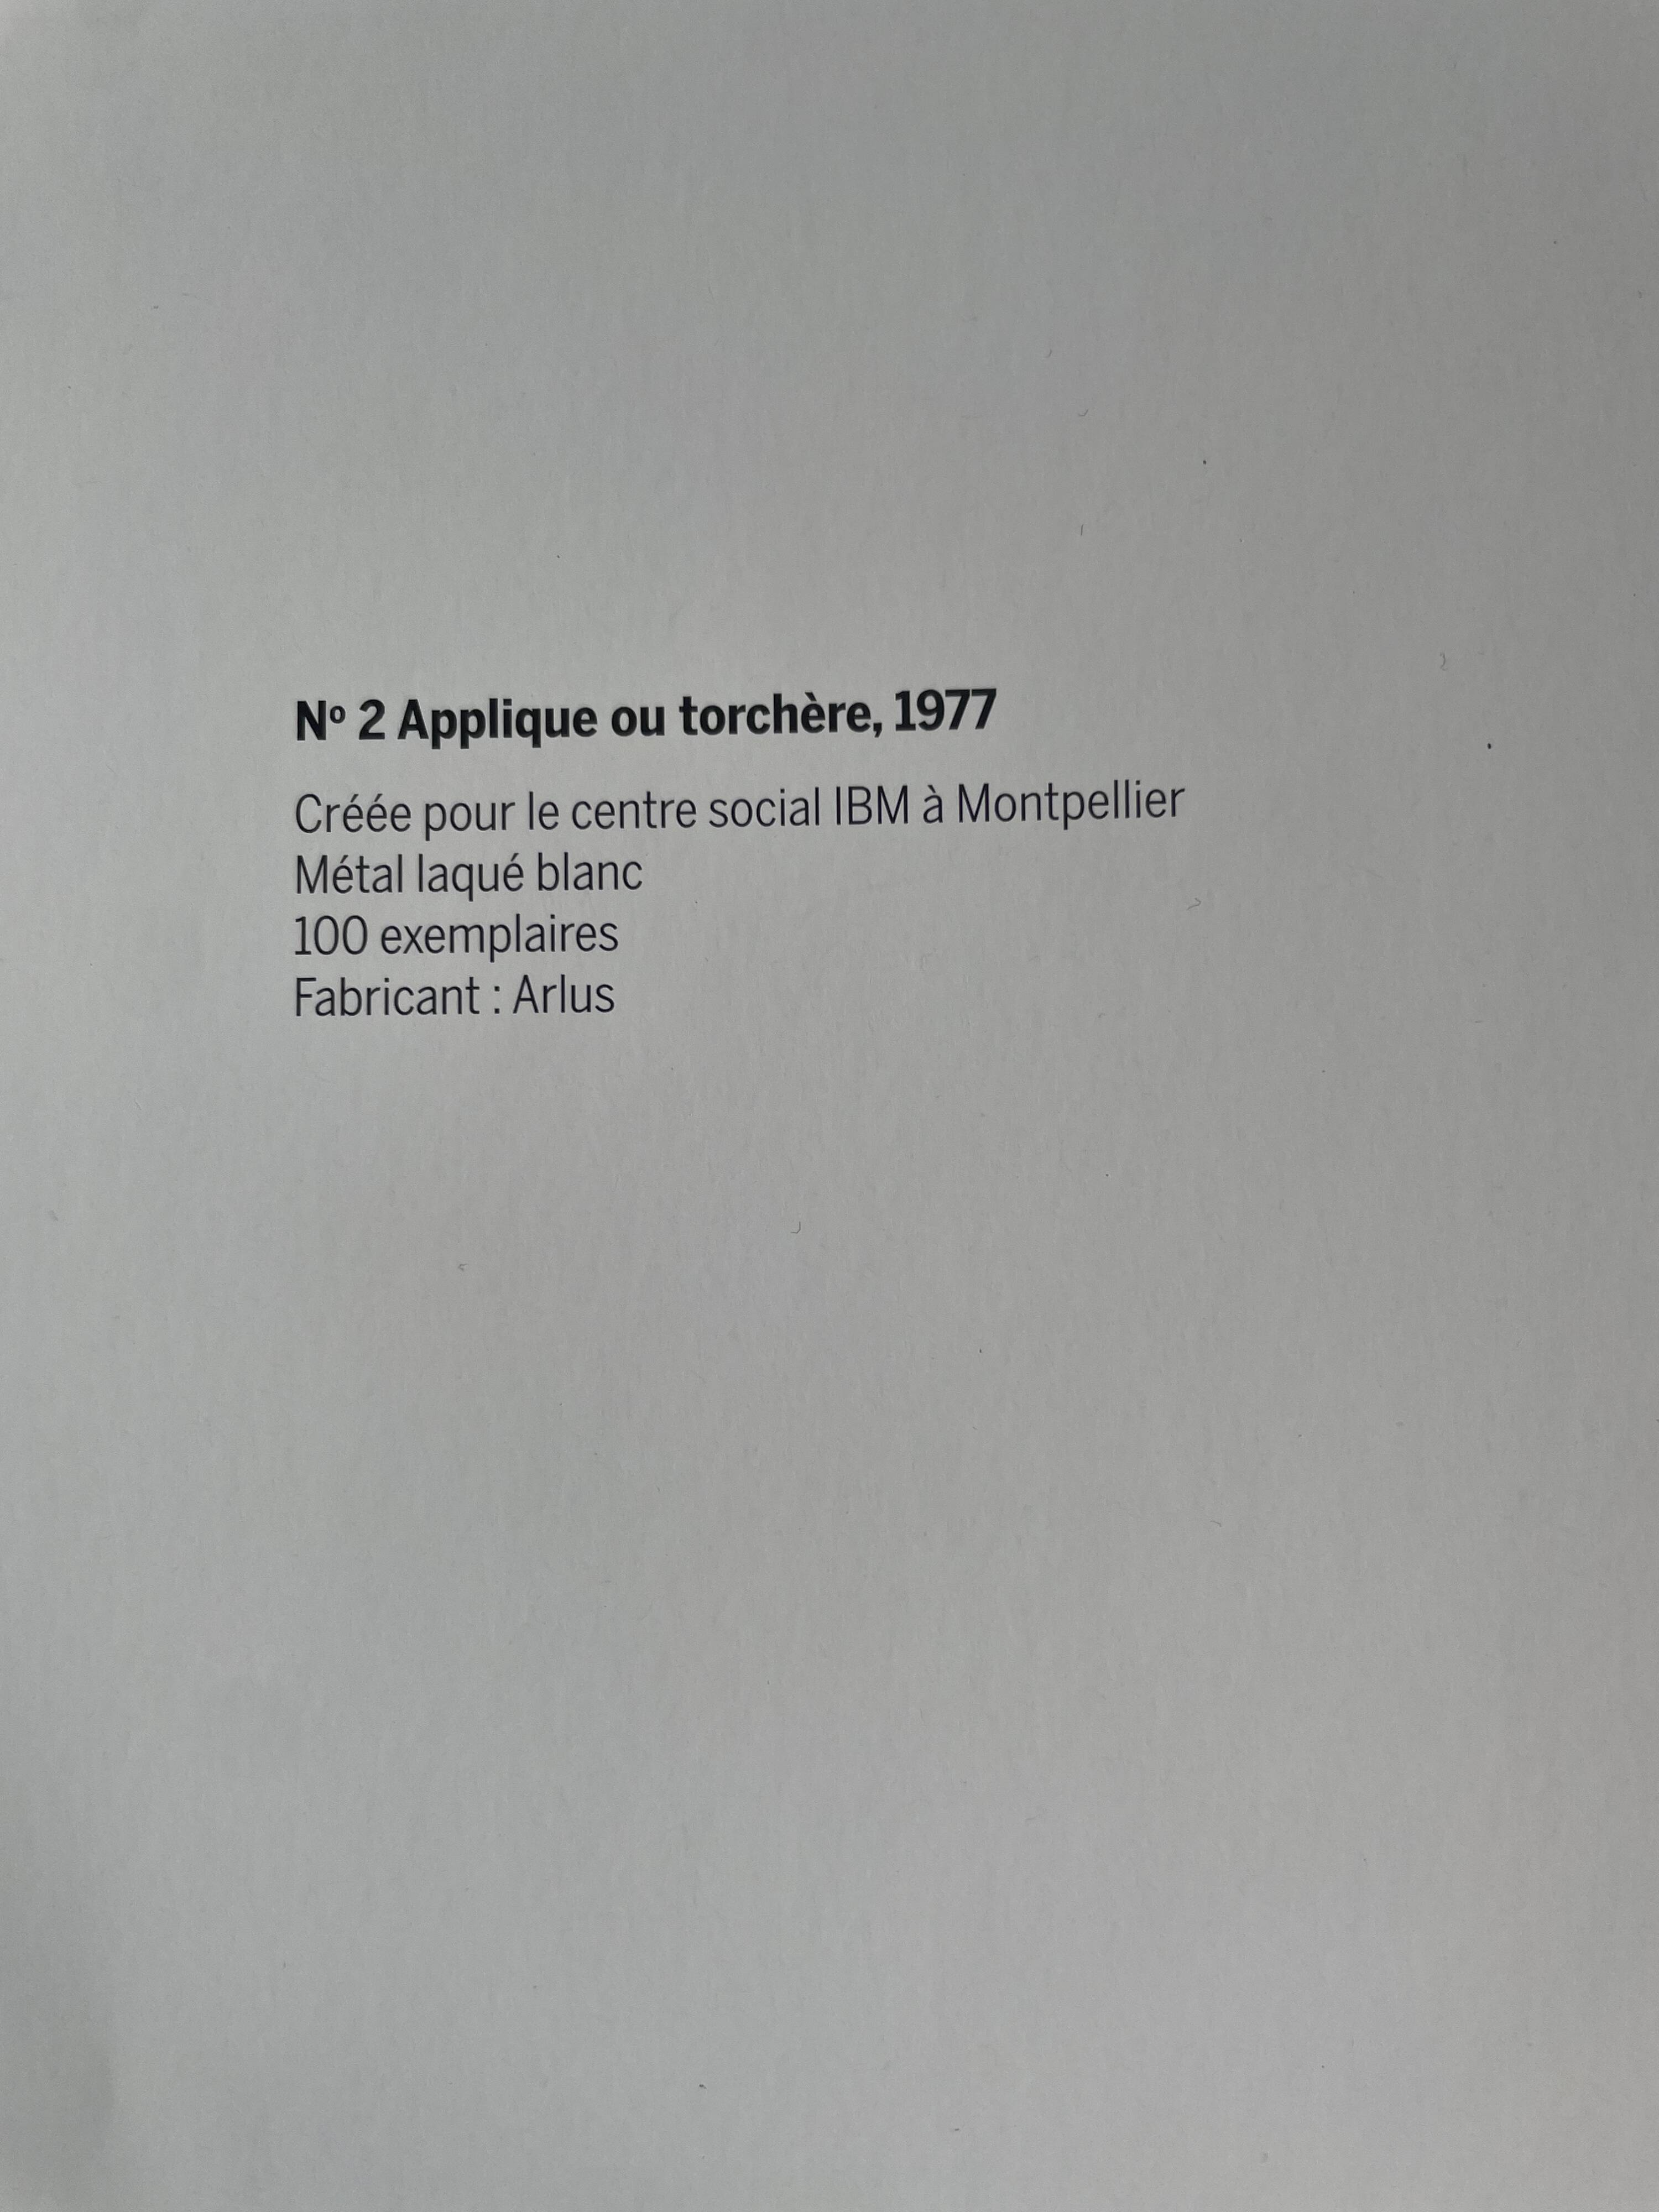 Nº 2 Applique ou torchère, 1977
Créée pour le centre social IBM à Montpellier
Métal laqué blanc
100 exemplaires
Fabricant : Arlus